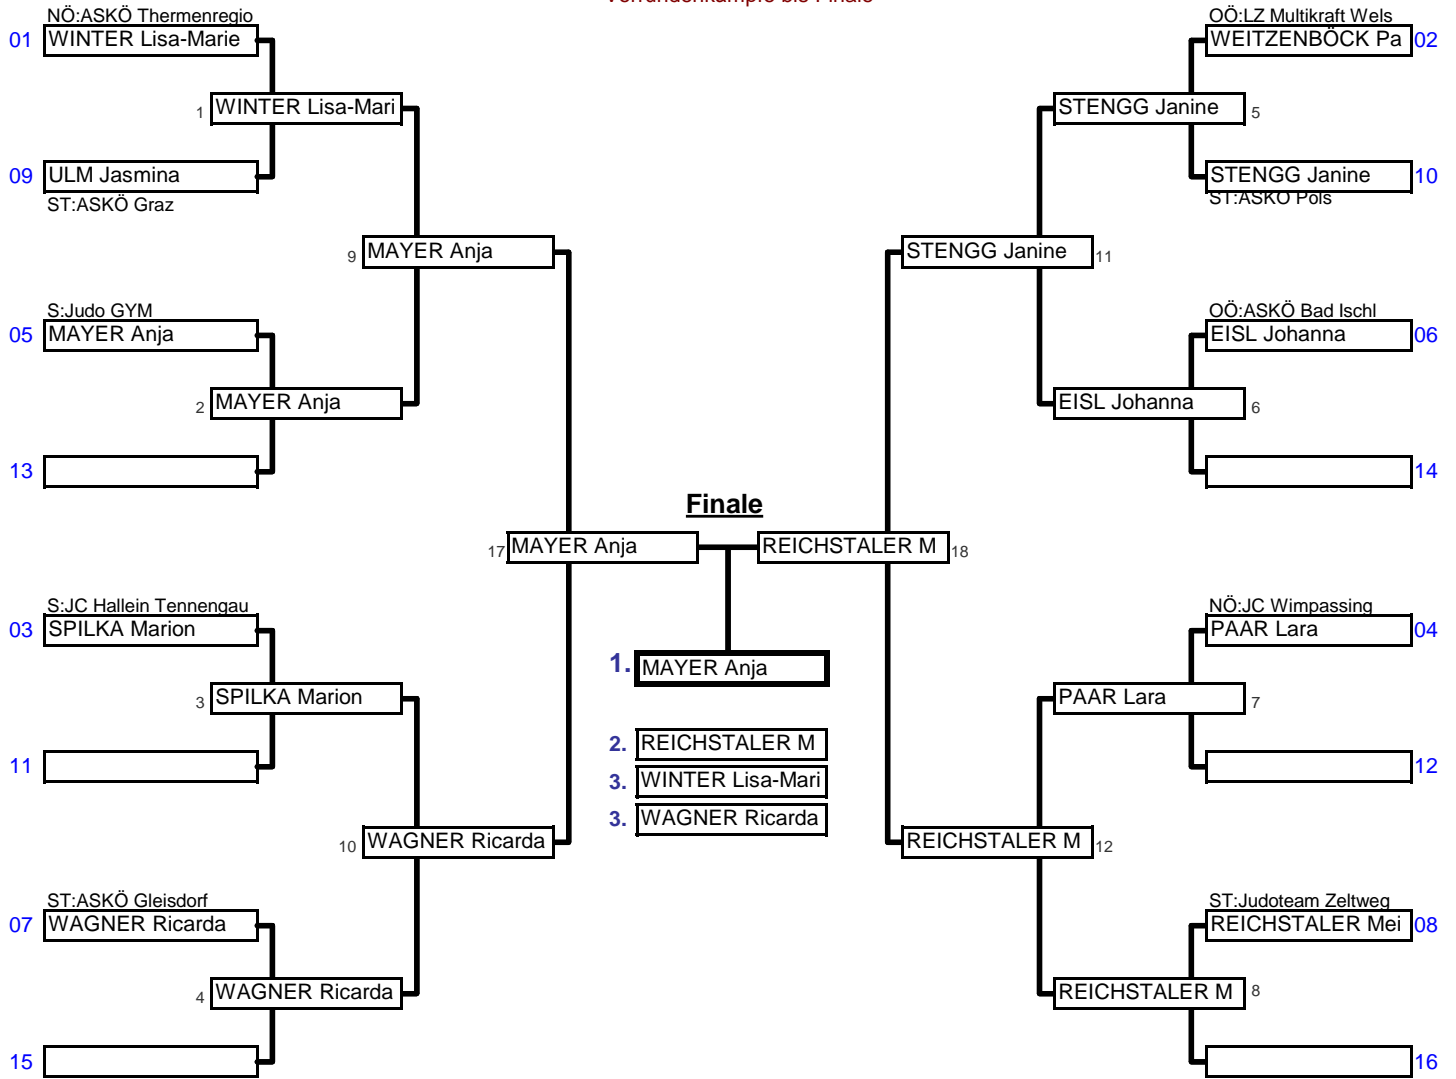 Vorrundenkämpfe bis Finale
NÖ:ASKÖ Thermenregio
01 WINTER Lisa-Marie
1 WINTER Lisa-Mari
09 ULM Jasmina
ST:ASKÖ Graz
9 MAYER Anja
S:Judo GYM
05 MAYER Anja
2 MAYER Anja
13
17 MAYER Anja
S:JC Hallein Tennengau
03 SPILKA Marion
3 SPILKA Marion
11
10 WAGNER Ricarda
ST:ASKÖ Gleisdorf
07 WAGNER Ricarda
4 WAGNER Ricarda
15
Finale
1. MAYER Anja
2. REICHSTALER M
3. WINTER Lisa-Mari
3. WAGNER Ricarda
OÖ:LZ Multikraft Wels
WEITZENBÖCK Pa 02
STENGG Janine 5
STENGG Janine 10
ST:ASKÖ Pöls
STENGG Janine 11
OÖ:ASKÖ Bad Ischl
EISL Johanna 06
EISL Johanna 6
14
REICHSTALER M 18
NÖ:JC Wimpassing
PAAR Lara 04
PAAR Lara 7
12
REICHSTALER M 12
ST:Judoteam Zeltweg
REICHSTALER Mei 08
REICHSTALER M 8
16